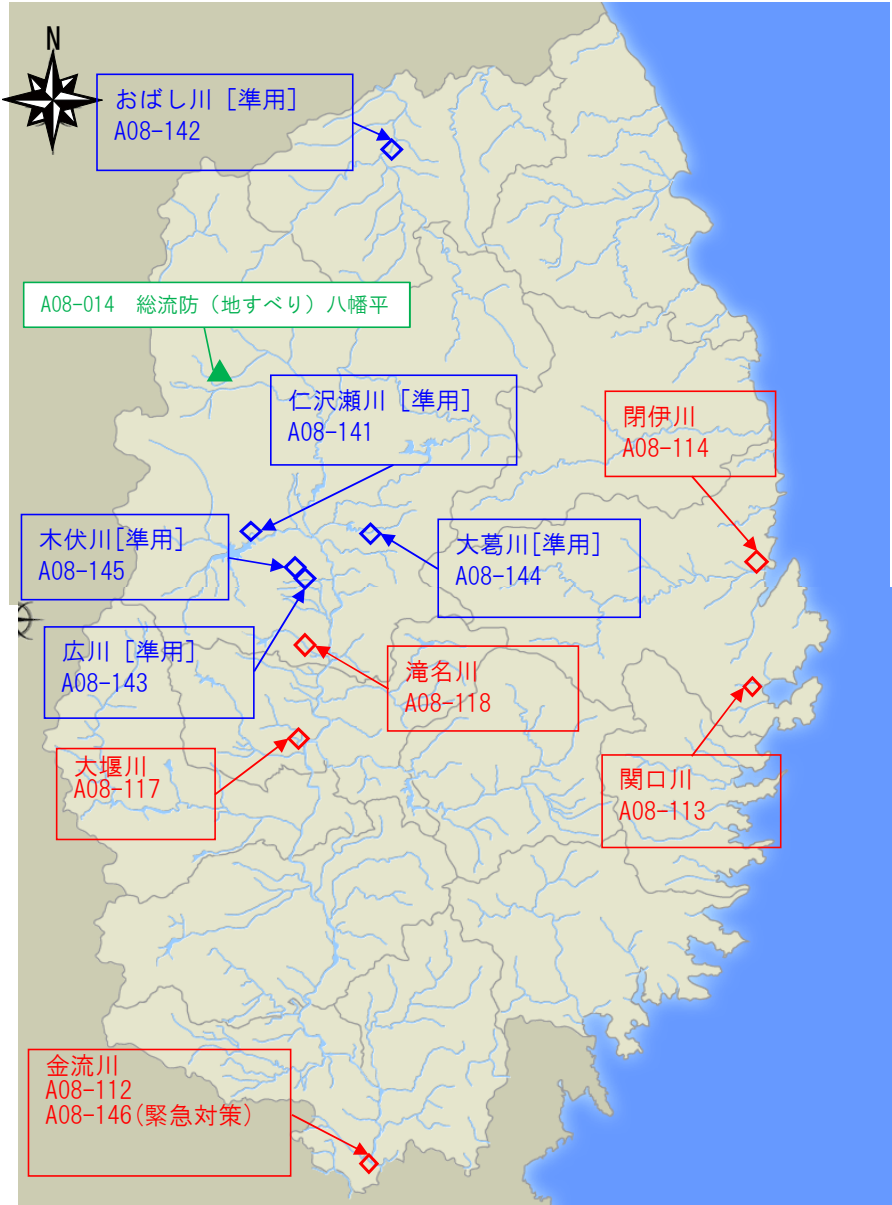 N
おばし川［準用］
A08-142
A08-014　総流防（地すべり）八幡平
仁沢瀬川［準用］
A08-141
閉伊川
A08-114
木伏川[準用]
A08-145
大葛川[準用]
A08-144
広川［準用］
A08-143
滝名川
A08-118
大堰川
A08-117
関口川
A08-113
金流川
A08-112
A08-146(緊急対策)